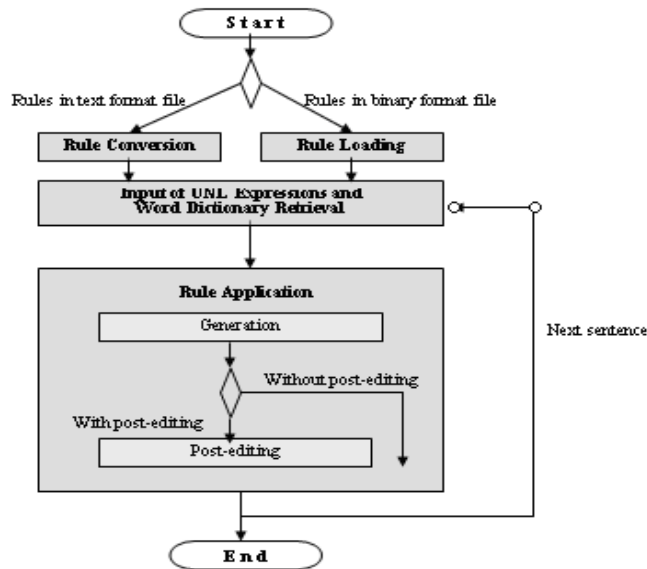 Start
Rules in text format file
Rules in binary format file
Rule Conversion
Rule Loading
Input of UNL Expressions and
Word Dictionary Retrieval
Rule Application
Generation
Next sentence
Without post-editing
With post-editing
Post-editing
End